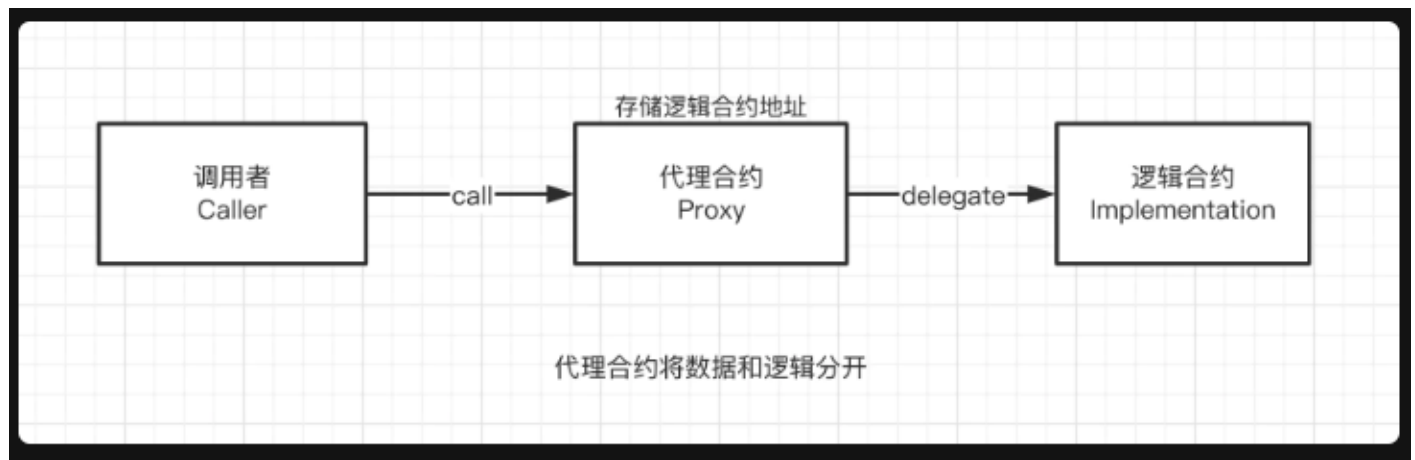 存储逻辑合约地址
调用者
Caller
call
代理合约
Proxy
delegate
逻辑合约
Implementation
代理合约将数据和逻辑分开